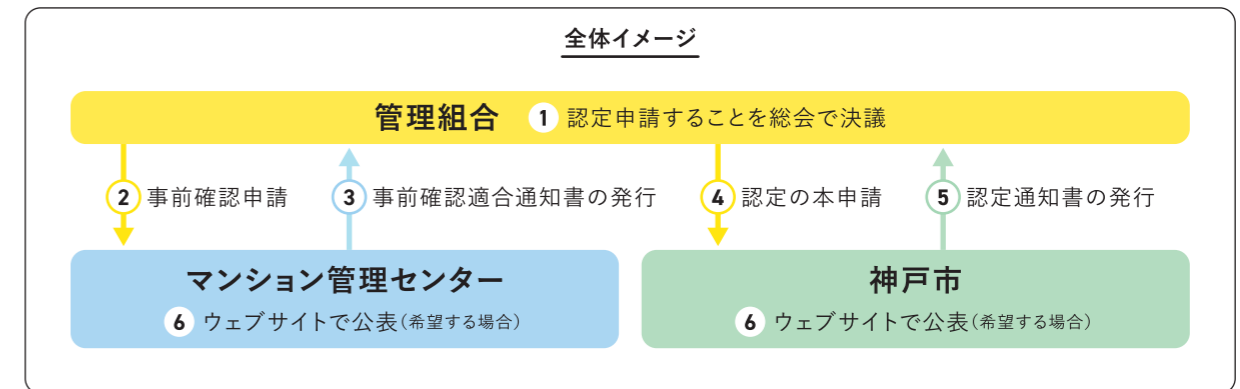 全体イメージ
管理組合 1 認定申請することを総会で決議
2 事前確認申請 3 事前確認適合通知書の発行 4 認定の本申請 5 認定通知書の発行
マンション管理センター
6 ウェブサイトで公表(希望する場合)
神戸市
6 ウェブサイトで公表(希望する場合)